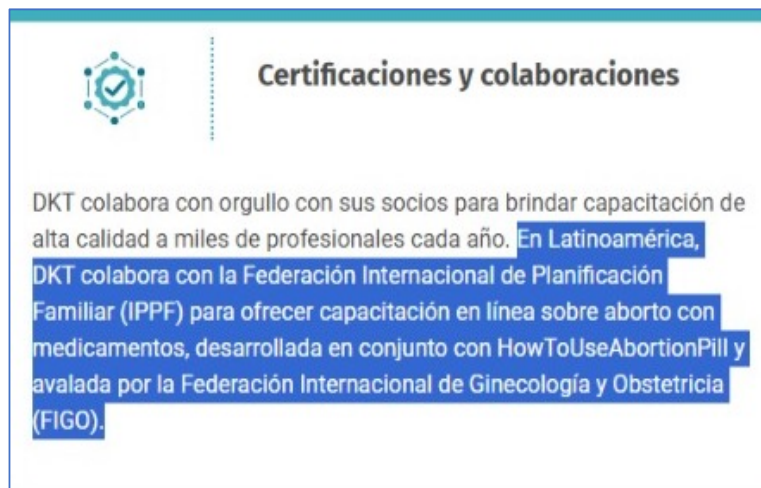 Certificaciones y colaboraciones
DKT colabora con orgullo con sus socios para brindar capacitación de
alta calidad a miles de profesionales cada año. En Latinoamérica,
DKT colabora con la Federación Internacional de Planificación
Familiar (IPPF) para ofrecer capacitación en línea sobre aborto con
medicamentos, desarrollada en conjunto con HowToUseAbortionPill y
avalada por la Federación Internacional de Ginecología y Obstetricia
(FIGO).